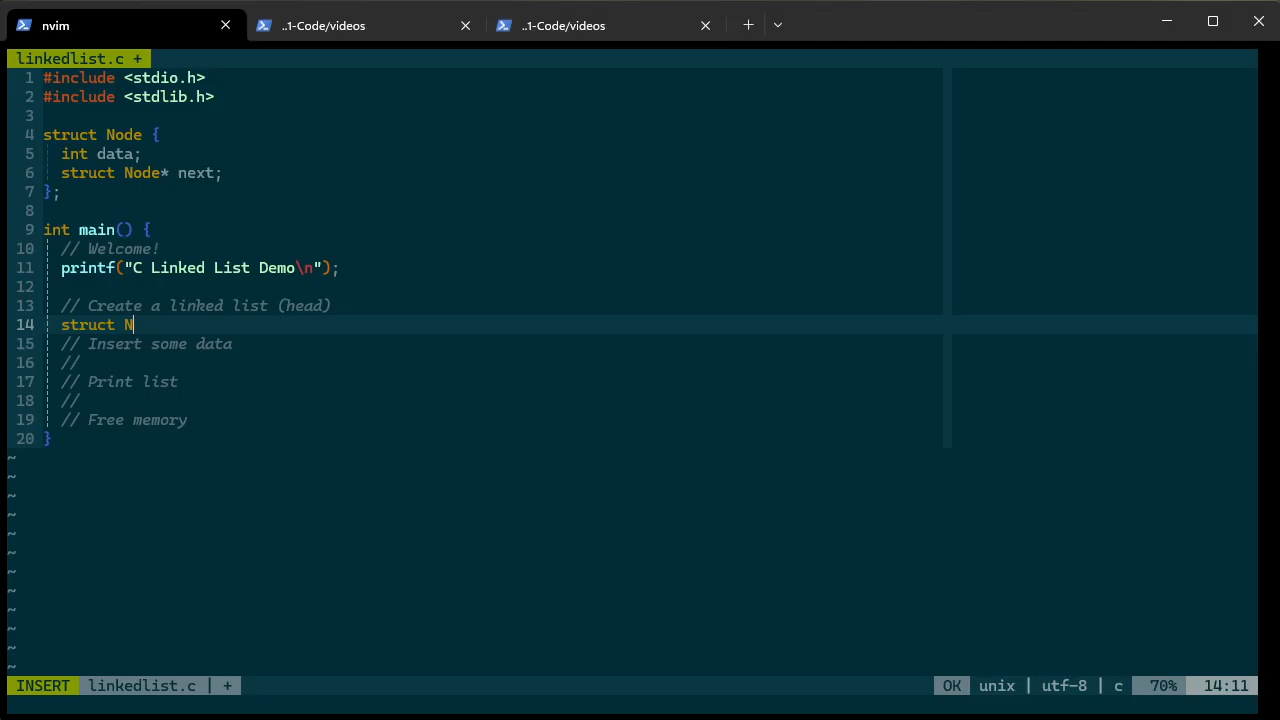 nvim
..1-Code/videos
..1-Code/videos
linkedlist.c +
1 #include <stdio.h>
2 #include <stdlib.h>
3
4 struct Node {
5   int data;
6   struct Node* next;
7 };
8
9 int main() {
10   // Welcome!
11   printf("C Linked List Demo\n");
12
13   // Create a linked list (head)
14   struct N
15   // Insert some data
16   //
17   // Print list
18   //
19   // Free memory
20 }
~
~
~
~
~
~
~
~
~
~
~
~
INSERT linkedlist.c | + OK unix | utf-8 | c 70% 14:11